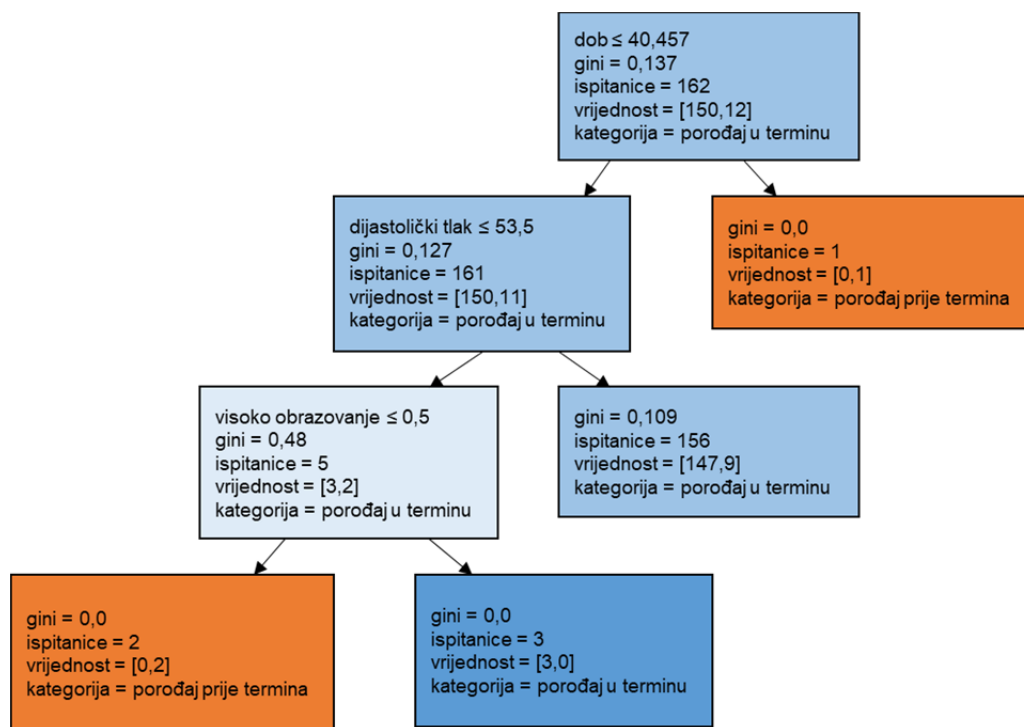 dob ≤ 40,457
gini = 0,137
ispitanice = 162
vrijednost = [150,12]
kategorija = porođaj u terminu
dijastolički tlak ≤ 53,5
gini = 0,127
ispitanice = 161
vrijednost = [150,11]
kategorija = porođaj u terminu
gini = 0,0
ispitanice = 1
vrijednost = [0,1]
kategorija = porođaj prije termina
visoko obrazovanje ≤ 0,5
gini = 0,48
ispitanice = 5
vrijednost = [3,2]
kategorija = porođaj u terminu
gini = 0,109
ispitanice = 156
vrijednost = [147,9]
kategorija = porođaj u terminu
gini = 0,0
ispitanice = 2
vrijednost = [0,2]
kategorija = porođaj prije termina
gini = 0,0
ispitanice = 3
vrijednost = [3,0]
kategorija = porođaj u terminu